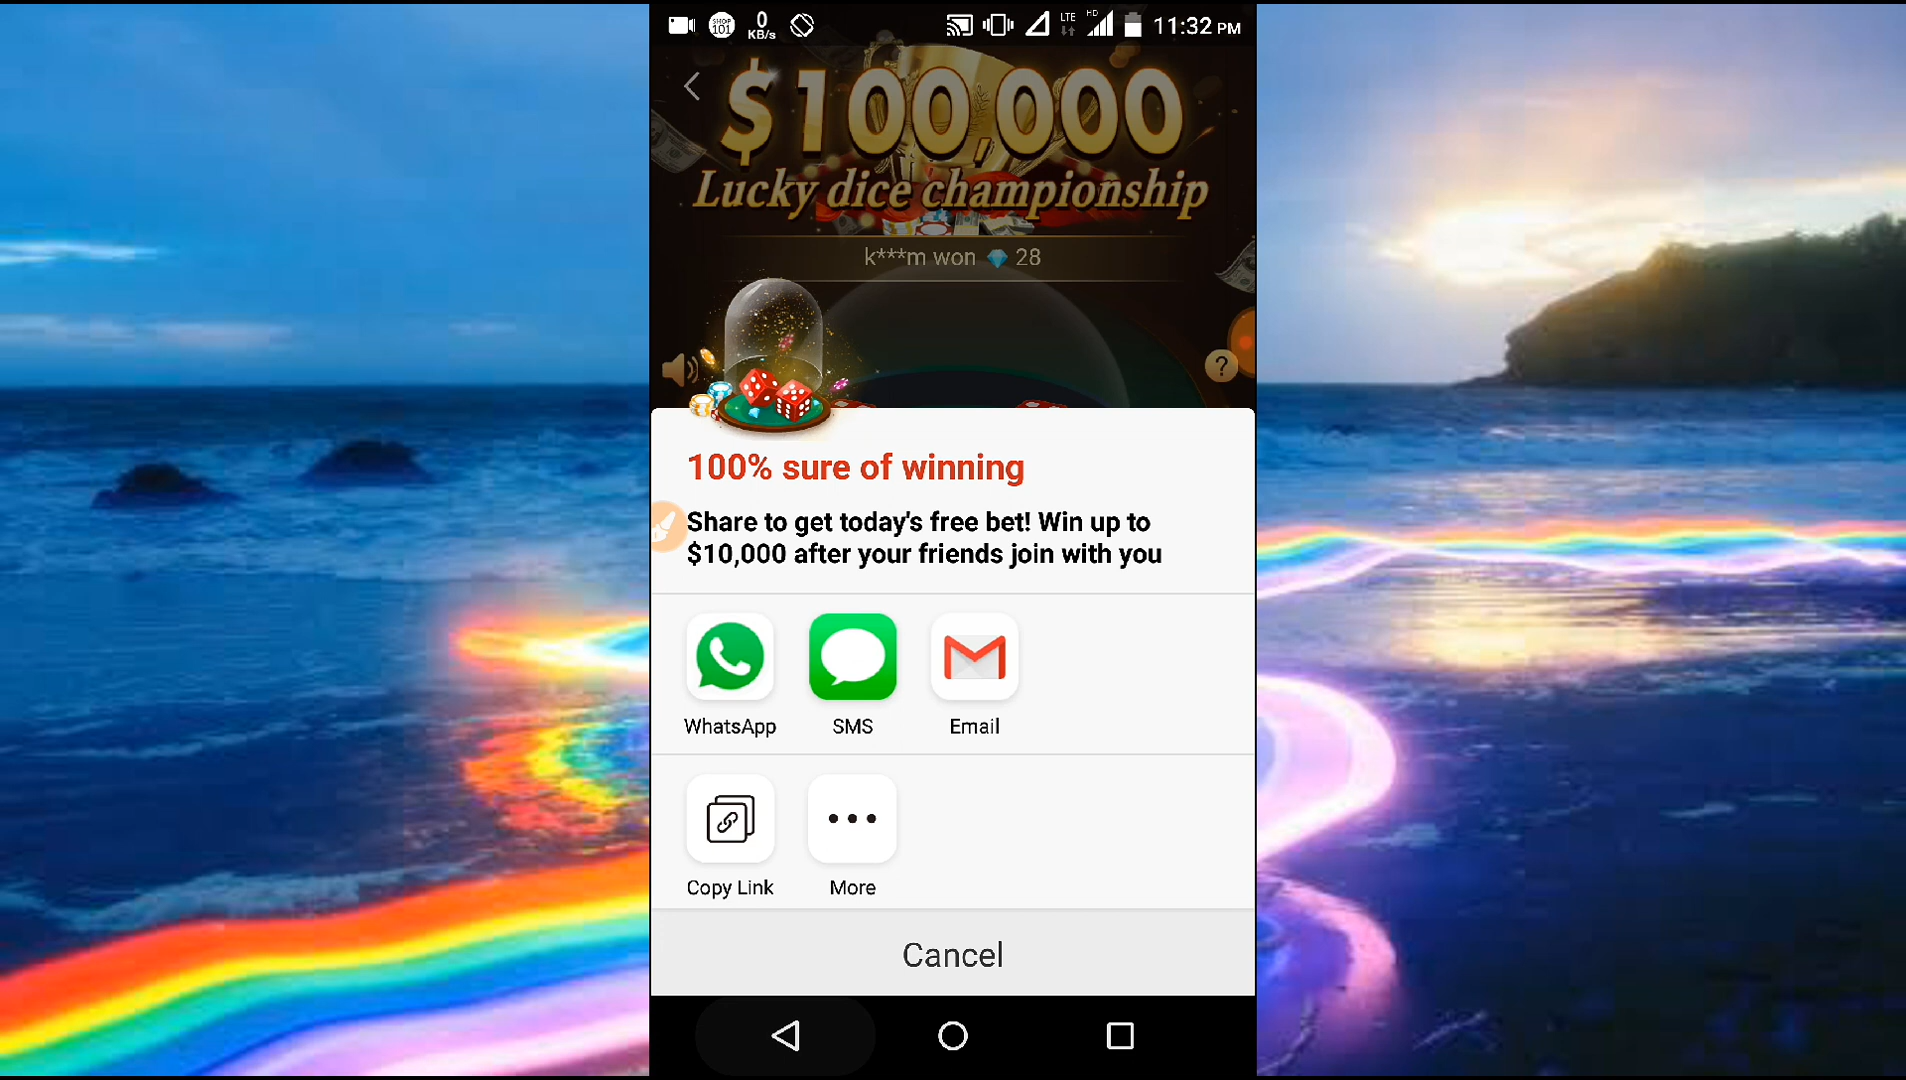 SHOP
101
0
KB/s
LTE
HD
11:32 PM
$100,000
Lucky dice championship
k***m won 28
?
100% sure of winning
Share to get today's free bet! Win up to
$10,000 after your friends join with you
WhatsApp SMS Email
Copy Link More
Cancel